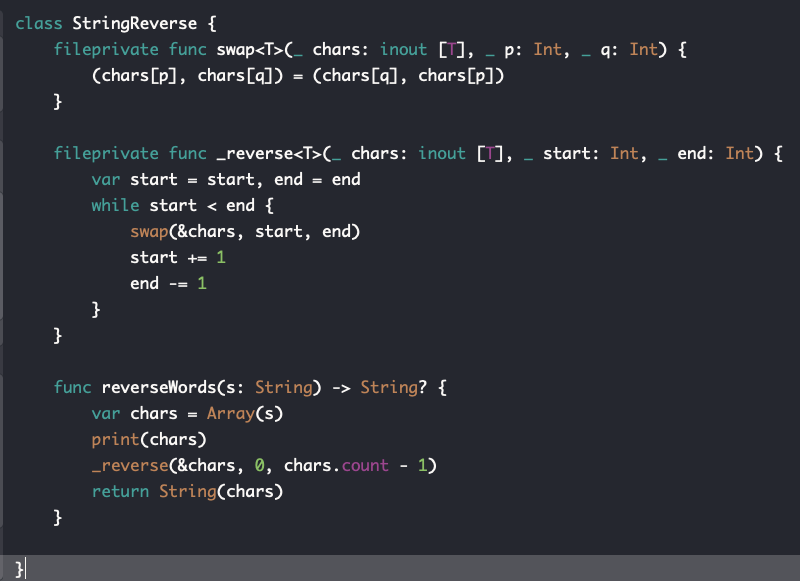 class StringReverse {
    fileprivate func swap<T>(_ chars: inout [T], _ p: Int, _ q: Int) {
        (chars[p], chars[q]) = (chars[q], chars[p])
    }

    fileprivate func _reverse<T>(_ chars: inout [T], _ start: Int, _ end: Int) {
        var start = start, end = end
        while start < end {
            swap(&chars, start, end)
            start += 1
            end -= 1
        }
    }

    func reverseWords(s: String) -> String? {
        var chars = Array(s)
        print(chars)
        _reverse(&chars, 0, chars.count - 1)
        return String(chars)
    }

}